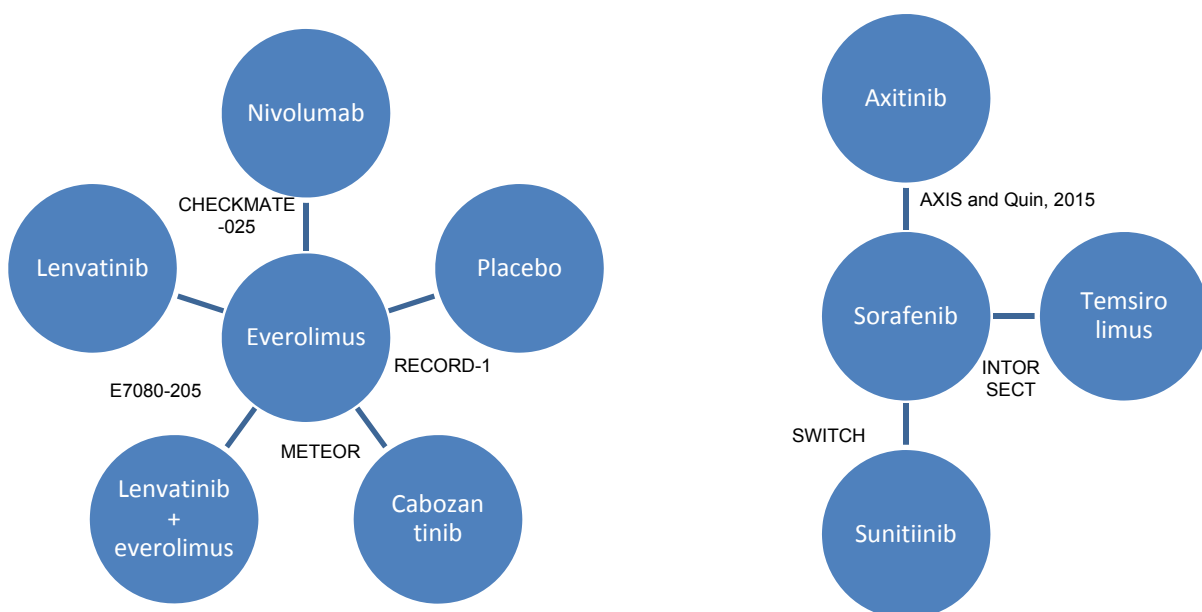 Nivolumab
CHECKMATE
-025
Lenvatinib
Placebo
Everolimus
RECORD-1
E7080-205
METEOR
Lenvatinib
+
everolimus
Cabozan
tinib
Axitinib
AXIS and Quin, 2015
Sorafenib
Temsiro
limus
INTOR
SECT
SWITCH
Sunitiinib